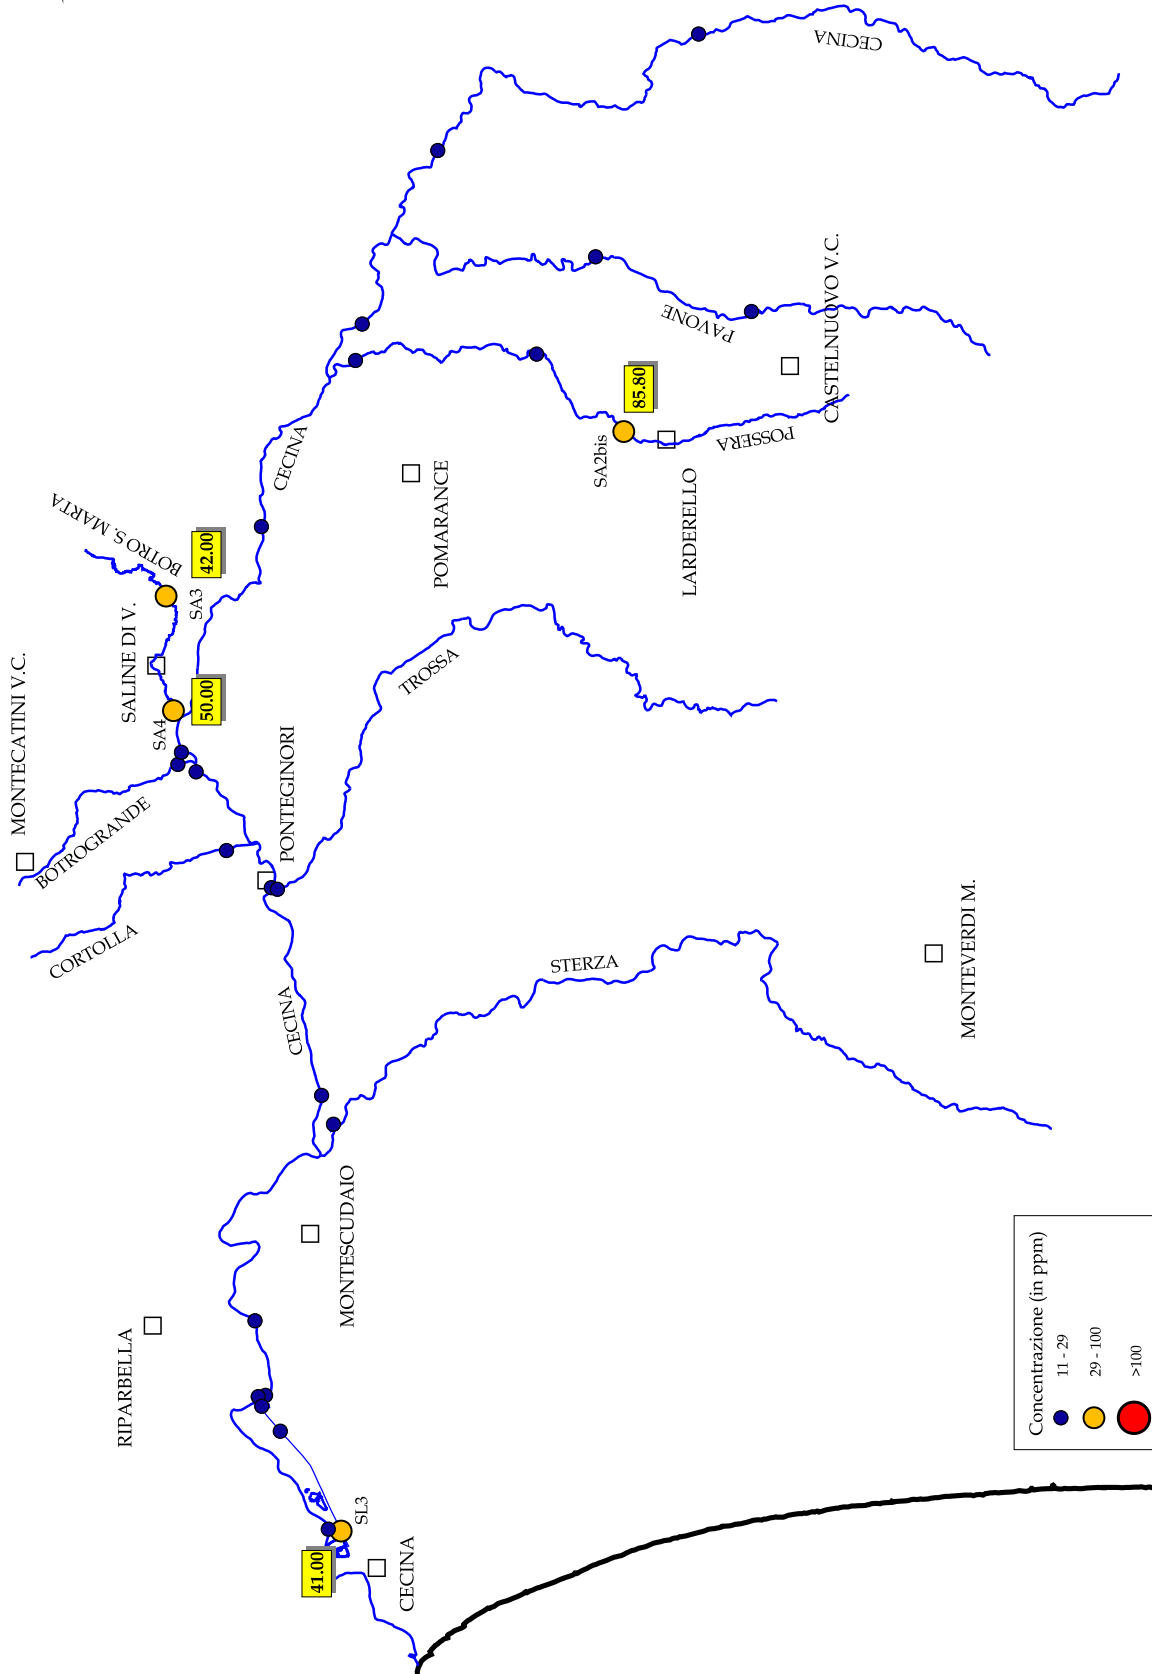 MONTECATINI V.C.
BOTRO S. MARTA
SALINE DI V.
42.00
SA3
50.00
SA4
BOTROGRANDE
CORTOLLA
PONTEGINORI
CECINA
CECINA
PAVONE
CASTELNUOVO V.C.
85.80
SA2bis
POSSERA
LARDERELLO
POMARANCE
CECINA
TROSSA
STERZA
MONTEVERDI M.
CECINA
MONTESCUDAIO
RIPARBELLA
SL3
41.00
CECINA
Concentrazione (in ppm)
11 - 29
29 - 100
>100